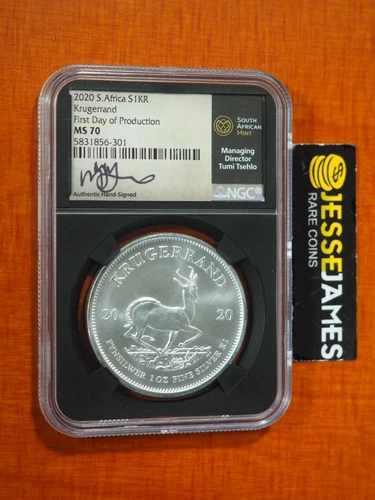 2020 S.Africa S1KR
Krugerrand
First Day of Production
MS 70
5831856-301
Authentic Hand-Signed
SOUTH
AFRICAN
MINT
Managing
Director
Tumi Tsehlo
NGC
KRUGERRAND
20 20
FYNSILWER 1 OZ FINE SILVER R1
JESSE JAMES
RARE COINS